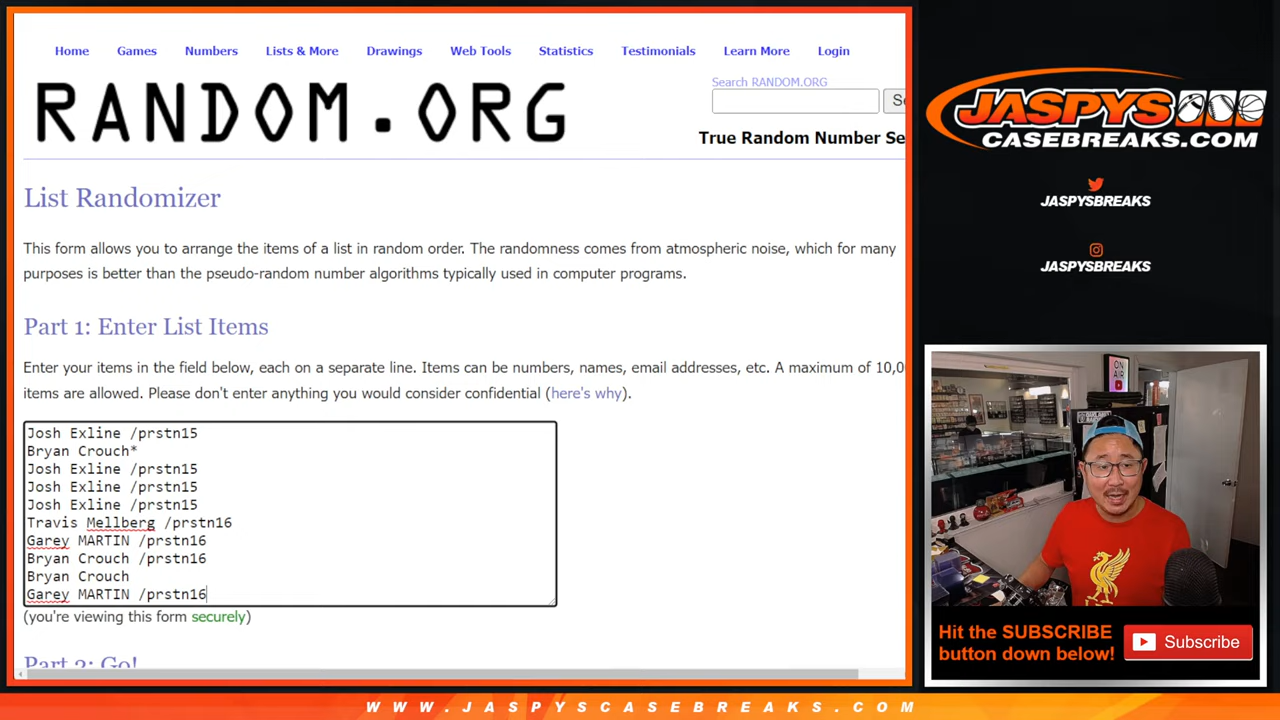 Home Games Numbers Lists & More Drawings Web Tools Statistics Testimonials Learn More Login
Search RANDOM.ORG
RANDOM.ORG
True Random Number Se
List Randomizer
This form allows you to arrange the items of a list in random order. The randomness comes from atmospheric noise, which for many
purposes is better than the pseudo-random number algorithms typically used in computer programs.
Part 1: Enter List Items
Enter your items in the field below, each on a separate line. Items can be numbers, names, email addresses, etc. A maximum of 10,0
items are allowed. Please don't enter anything you would consider confidential (here's why).
Josh Exline /prstn15
Bryan Crouch*
Josh Exline /prstn15
Josh Exline /prstn15
Josh Exline /prstn15
Travis Mellberg /prstn16
Garey MARTIN /prstn16
Bryan Crouch /prstn16
Bryan Crouch
Garey MARTIN /prstn16
(you're viewing this form securely)
Part 2: Go!
JASPYS
CASEBREAKS.COM
JASPYSBREAKS
JASPYSBREAKS
ON
AIR
Hit the SUBSCRIBE
button down below!
Subscribe
WWW.JASPYSCASEBREAKS.COM